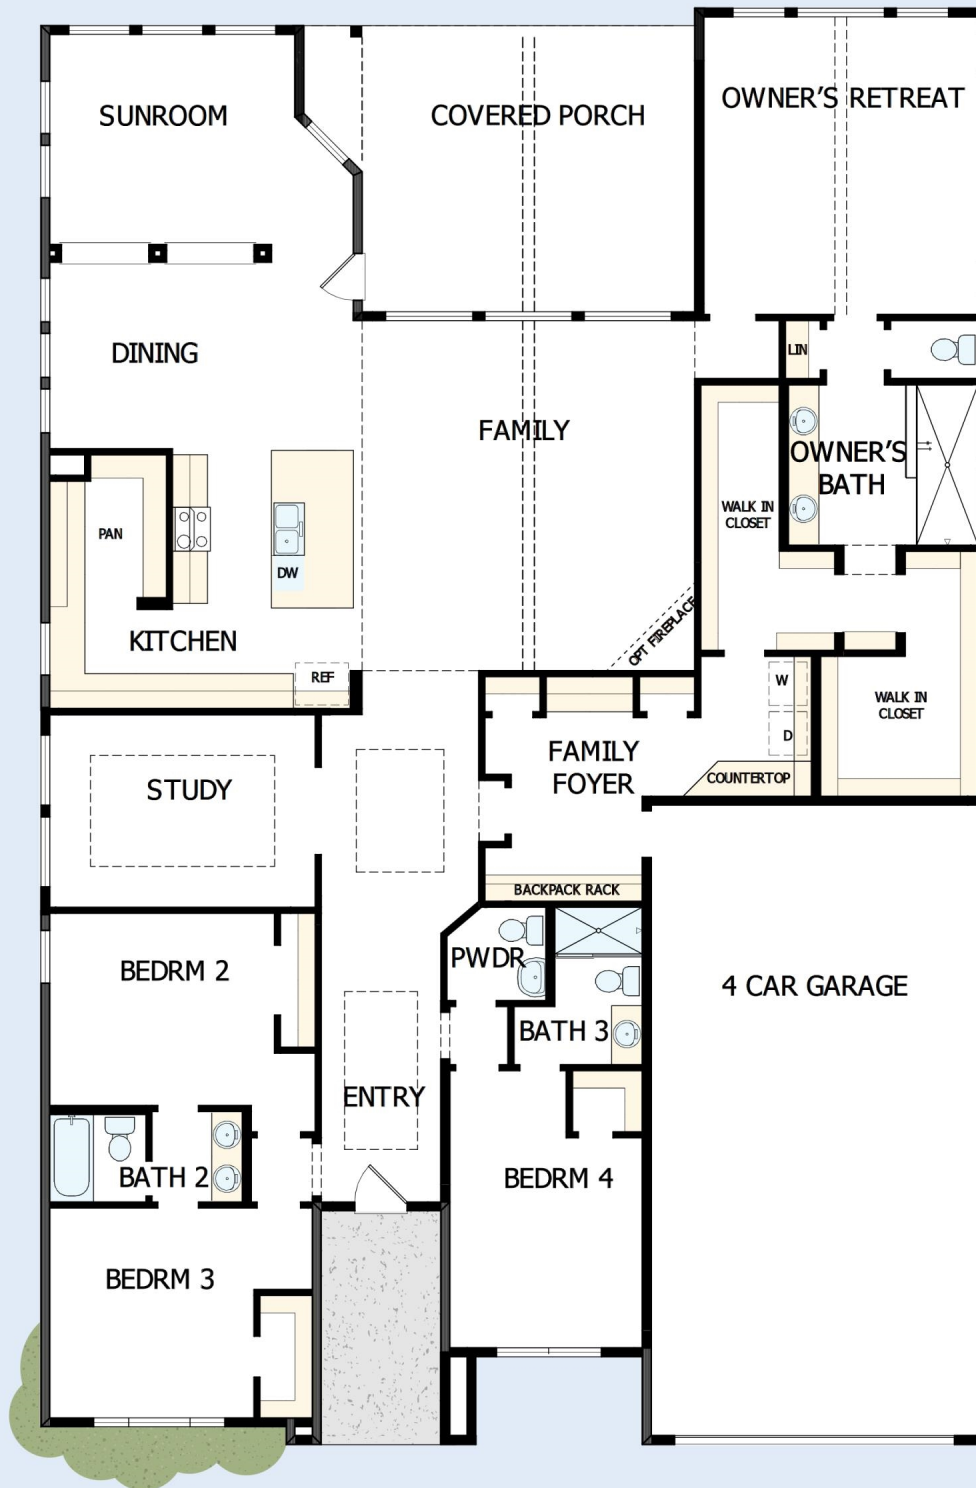 OWNER'S RETREAT
SUNROOM
COVERED PORCH
DINING
LIN
FAMILY
OWNER'S
BATH
WALK IN
CLOSET
PAN
DW
OPT FIREPLACE
KITCHEN
REF
W
WALK IN
CLOSET
D
FAMILY
FOYER
COUNTERTOP
STUDY
BACKPACK RACK
PWDR
BEDRM 2
4 CAR GARAGE
BATH 3
ENTRY
BATH 2
BEDRM 4
BEDRM 3